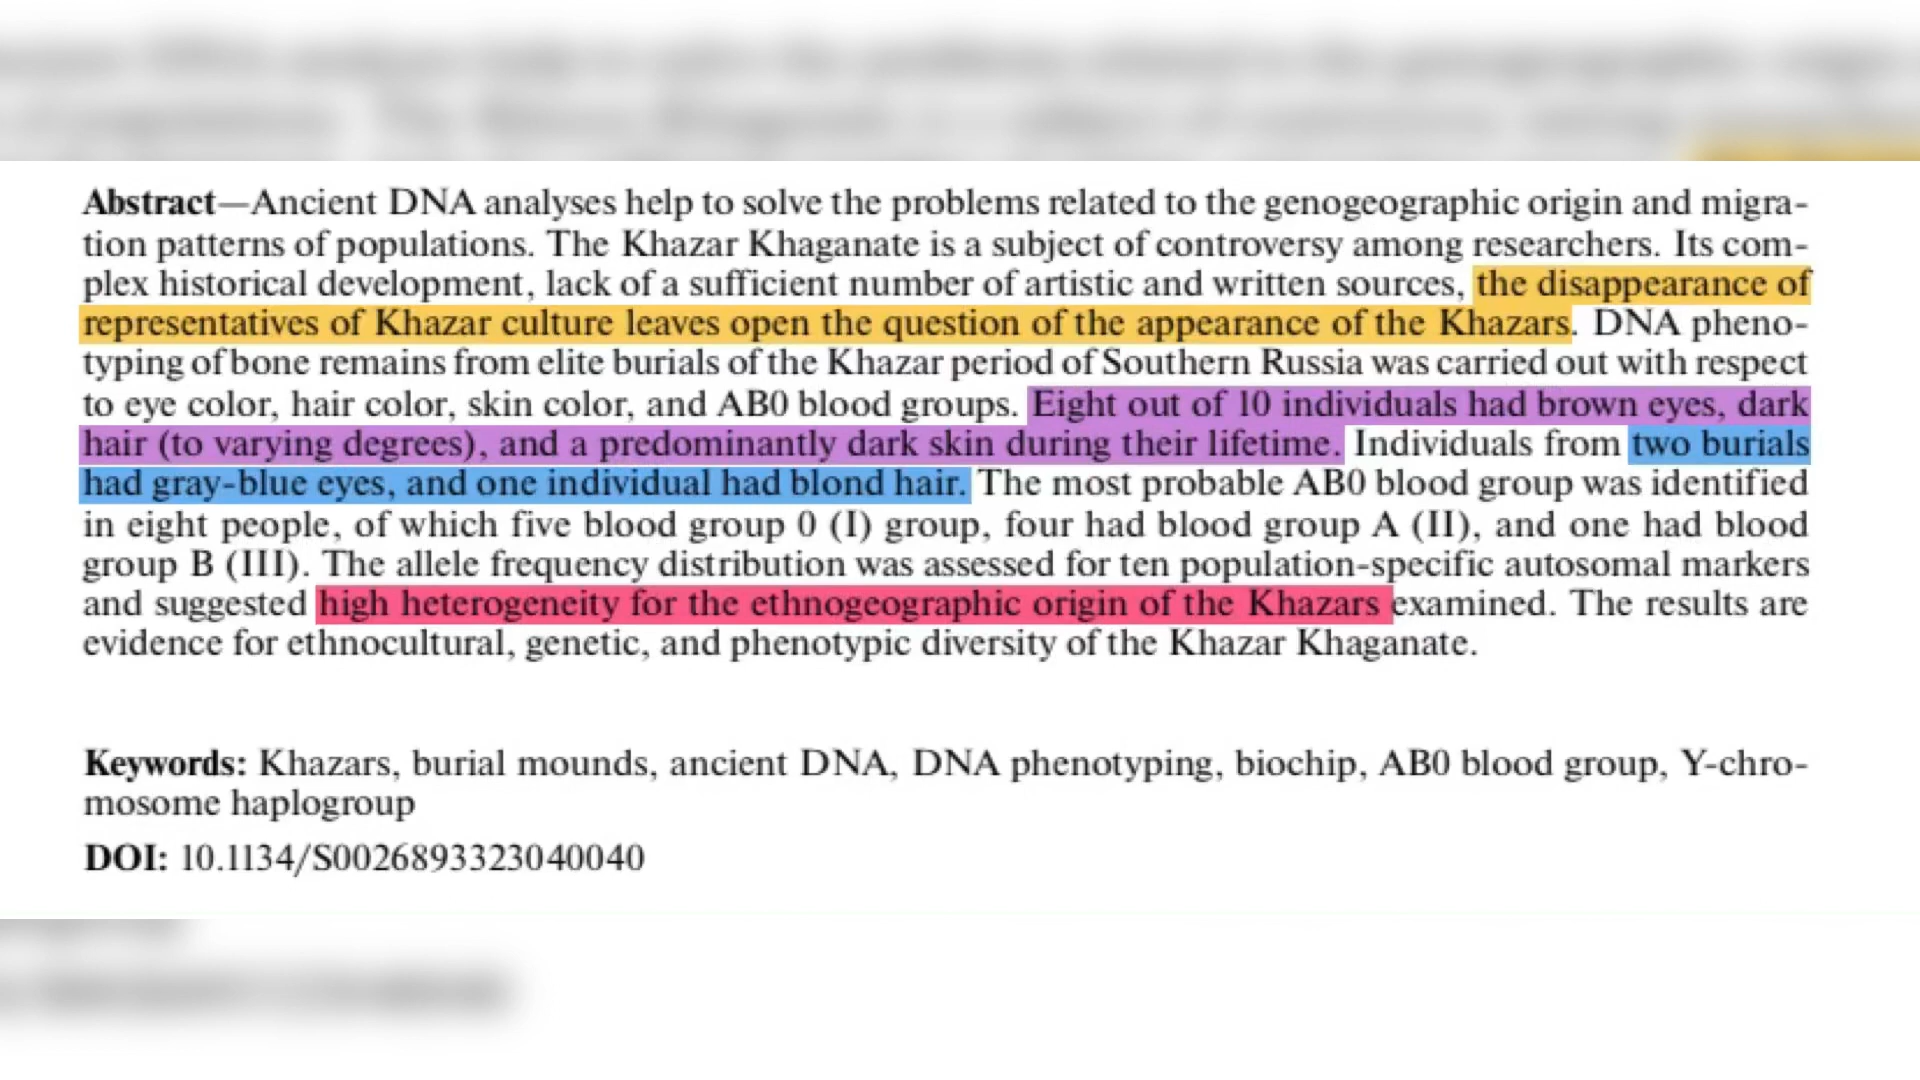 Abstract—Ancient DNA analyses help to solve the problems related to the genogeographic origin and migra-
tion patterns of populations. The Khazar Khaganate is a subject of controversy among researchers. Its com-
plex historical development, lack of a sufficient number of artistic and written sources, the disappearance of
representatives of Khazar culture leaves open the question of the appearance of the Khazars. DNA pheno-
typing of bone remains from elite burials of the Khazar period of Southern Russia was carried out with respect
to eye color, hair color, skin color, and AB0 blood groups. Eight out of 10 individuals had brown eyes, dark
hair (to varying degrees), and a predominantly dark skin during their lifetime. Individuals from two burials
had gray-blue eyes, and one individual had blond hair. The most probable AB0 blood group was identified
in eight people, of which five blood group 0 (I) group, four had blood group A (II), and one had blood
group B (III). The allele frequency distribution was assessed for ten population-specific autosomal markers
and suggested high heterogeneity for the ethnogeographic origin of the Khazars examined. The results are
evidence for ethnocultural, genetic, and phenotypic diversity of the Khazar Khaganate.
Keywords: Khazars, burial mounds, ancient DNA, DNA phenotyping, biochip, AB0 blood group, Y-chro-
mosome haplogroup
DOI: 10.1134/S0026893323040040